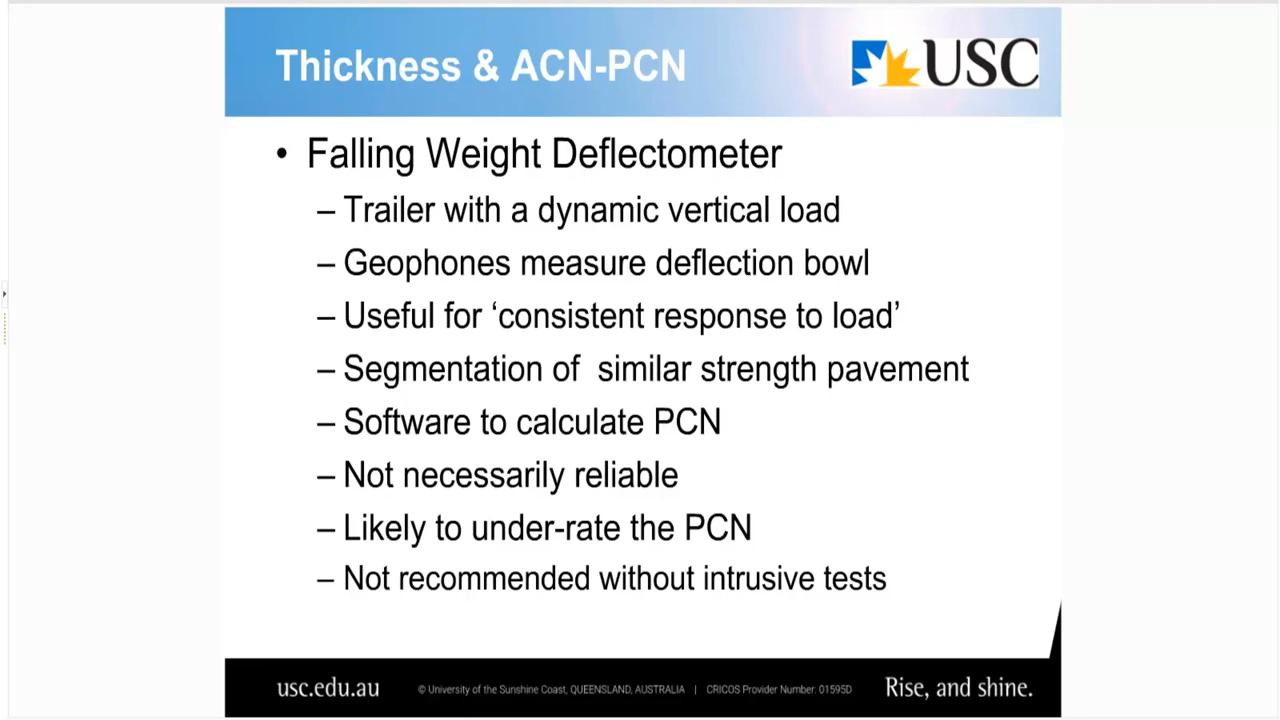 Thickness & ACN-PCN
USC
• Falling Weight Deflectometer
– Trailer with a dynamic vertical load
– Geophones measure deflection bowl
– Useful for ‘consistent response to load’
– Segmentation of  similar strength pavement
– Software to calculate PCN
– Not necessarily reliable
– Likely to under-rate the PCN
– Not recommended without intrusive tests
usc.edu.au
© University of the Sunshine Coast, QUEENSLAND, AUSTRALIA | CRICOS Provider Number: 01595D
Rise, and shine.